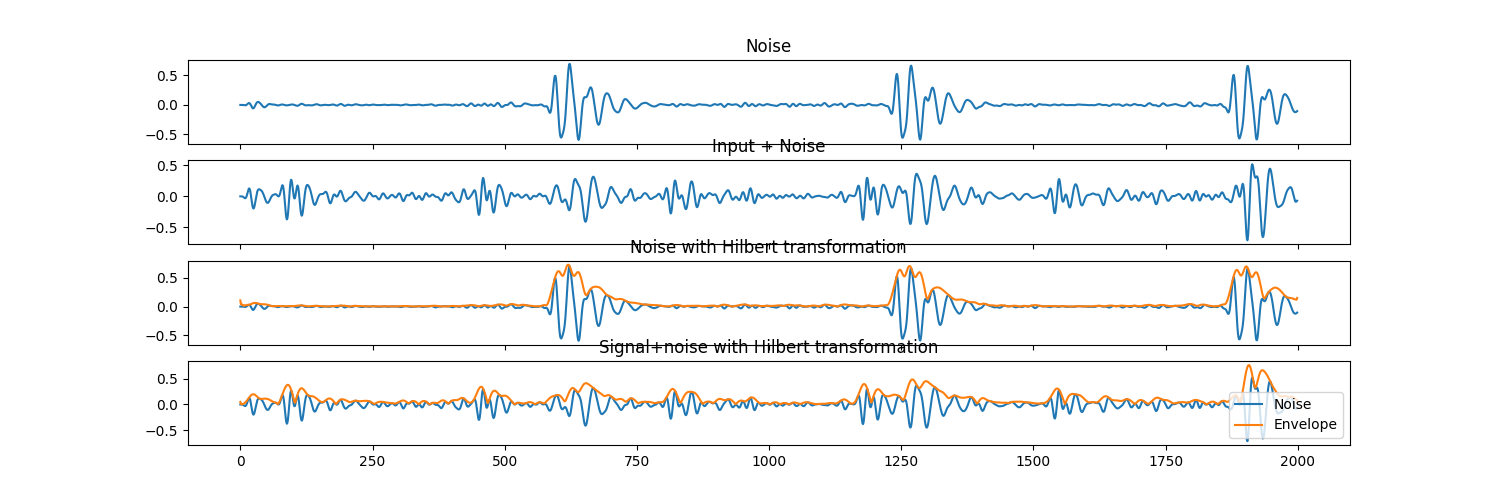 Noise
0.5
0.0
−0.5
Input + Noise
0.5
0.0
−0.5
Noise with Hilbert transformation
0.5
0.0
−0.5
Signal+noise with Hilbert transformation
0.5
0.0
−0.5
Noise
Envelope
0 250 500 750 1000 1250 1500 1750 2000